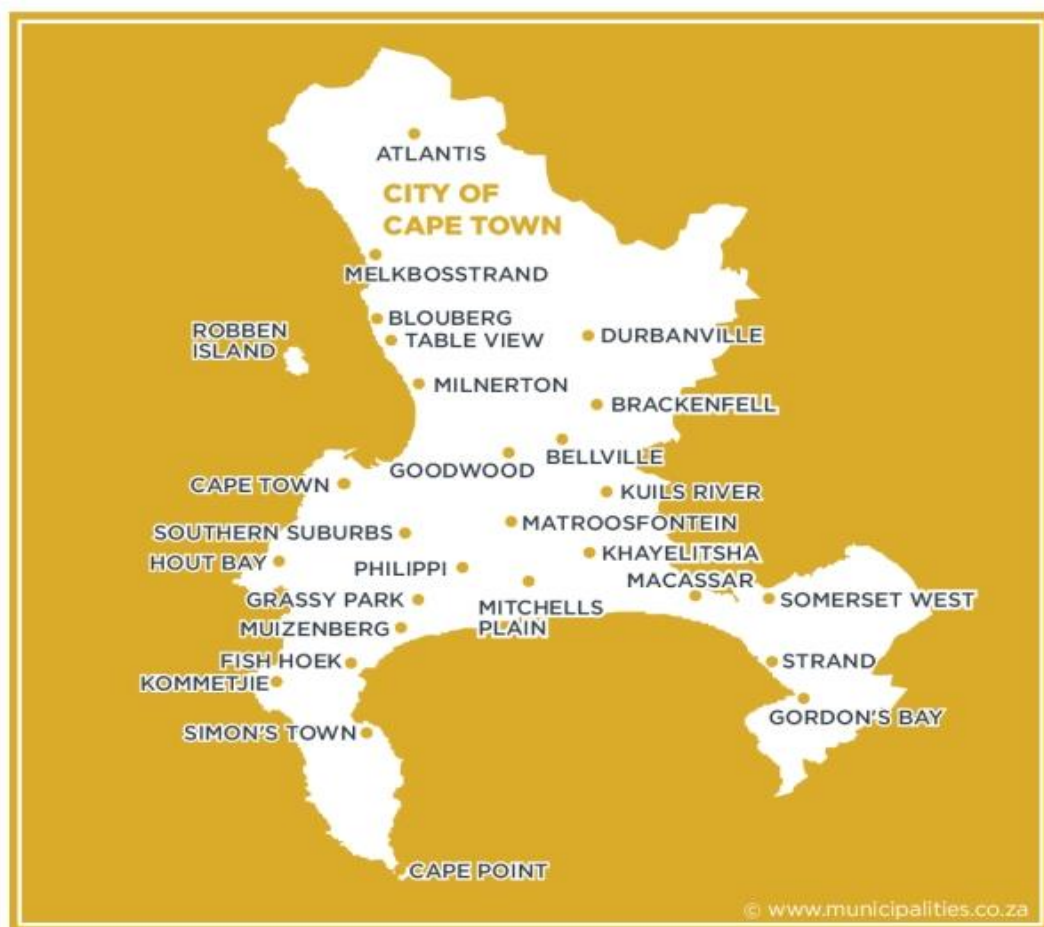 ATLANTIS
CITY OF
CAPE TOWN
MELKBOSSTRAND
BLOUBERG
ROBBEN
ISLAND
TABLE VIEW
DURBANVILLE
MILNERTON
BRACKENFELL
BELLVILLE
GOODWOOD
CAPE TOWN
KUILS RIVER
MATROOSFONTEIN
SOUTHERN SUBURBS
KHAYELITSHA
HOUT BAY
PHILIPPI
MACASSAR
GRASSY PARK
MITCHELLS
PLAIN
SOMERSET WEST
MUIZENBERG
FISH HOEK
STRAND
KOMMETJIE
GORDON'S BAY
SIMON'S TOWN
CAPE POINT
© www.municipalities.co.za